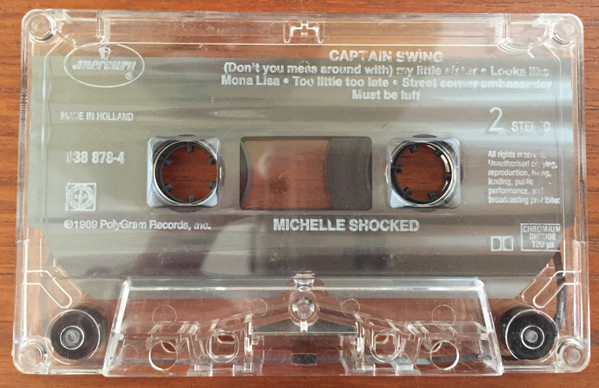 CAPTAIN SWING
(Don't you mess around with) my little sister • Looks like
Mona Lisa • Too little too late • Street corner ambassador
Must be luff
mercury
®
MADE IN HOLLAND
838 878-4
2 STEREO
All rights reserved.
Unauthorised copying,
reproduction, hiring,
lending, public
performance, and
broadcasting prohibited
℗1989 PolyGram Records, Inc.
MICHELLE SHOCKED
CHROMIUM
DIOXIDE
120 µs